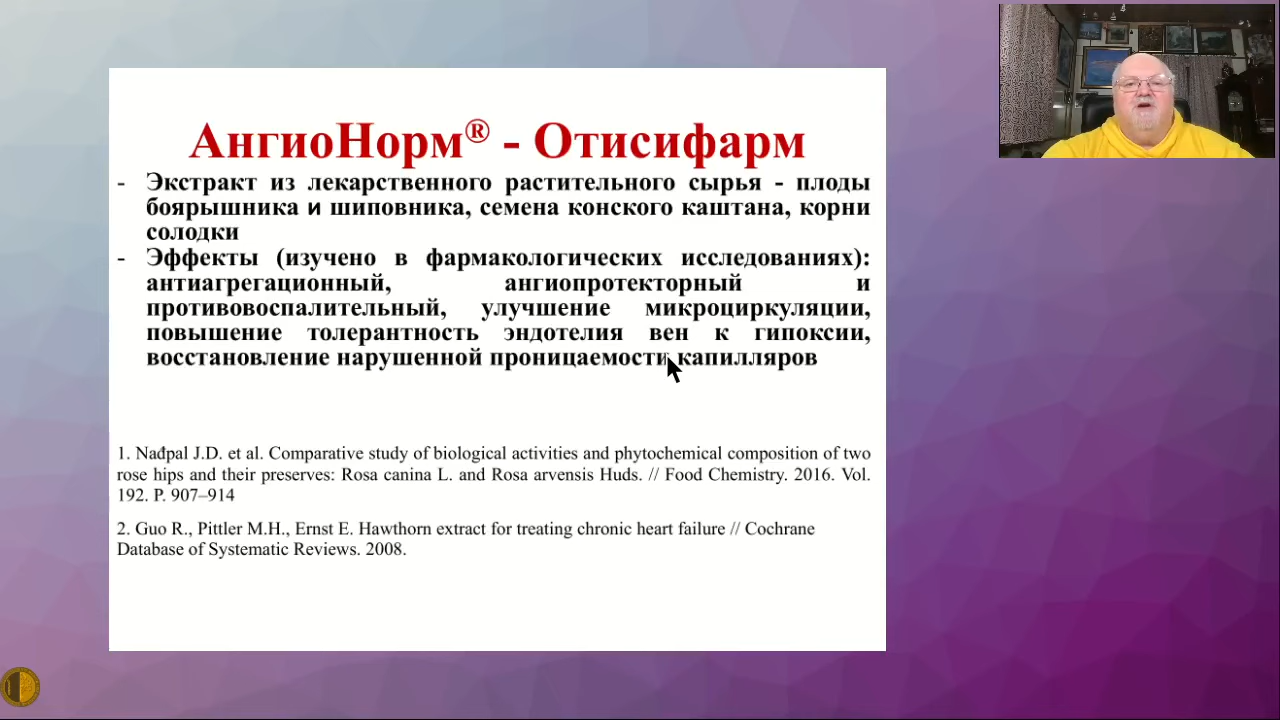 АнгиоНорм® - Отисифарм
- Экстракт из лекарственного растительного сырья - плоды
боярышника и шиповника, семена конского каштана, корни
солодки
- Эффекты (изучено в фармакологических исследованиях):
антиагрегационный, ангиопротекторный и
противовоспалительный, улучшение микроциркуляции,
повышение толерантность эндотелия вен к гипоксии,
восстановление нарушенной проницаемости капилляров
1. Nađpal J.D. et al. Comparative study of biological activities and phytochemical composition of two
rose hips and their preserves: Rosa canina L. and Rosa arvensis Huds. // Food Chemistry. 2016. Vol.
192. P. 907–914
2. Guo R., Pittler M.H., Ernst E. Hawthorn extract for treating chronic heart failure // Cochrane
Database of Systematic Reviews. 2008.